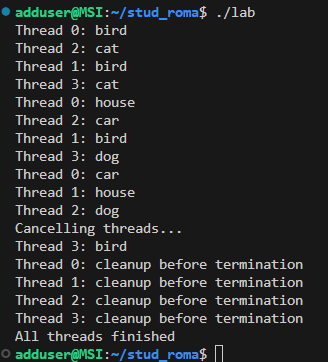 adduser@MSI:~/stud_roma$ ./lab
Thread 0: bird
Thread 2: cat
Thread 1: bird
Thread 3: cat
Thread 0: house
Thread 2: car
Thread 1: bird
Thread 3: dog
Thread 0: car
Thread 1: house
Thread 2: dog
Cancelling threads...
Thread 3: bird
Thread 0: cleanup before termination
Thread 1: cleanup before termination
Thread 2: cleanup before termination
Thread 3: cleanup before termination
All threads finished
adduser@MSI:~/stud_roma$